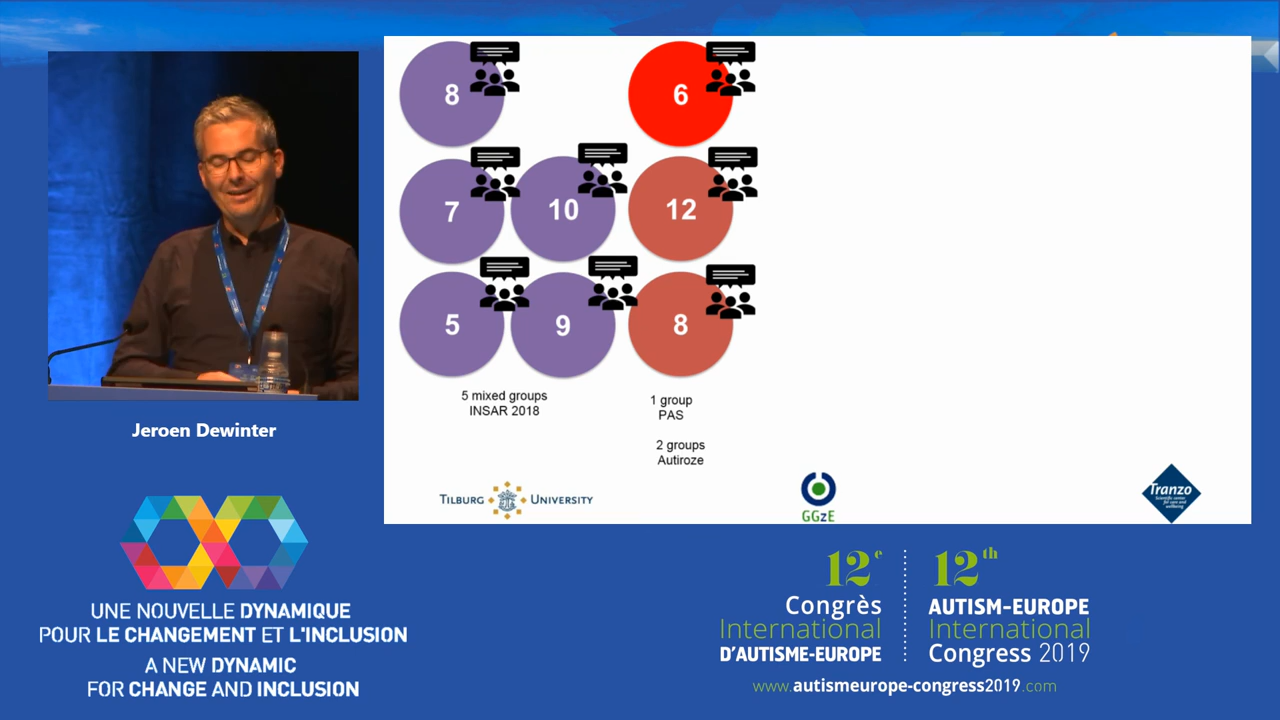 8
6
7
10
12
5
9
8
5 mixed groups
INSAR 2018
1 group
PAS
2 groups
Autiroze
TILBURG UNIVERSITY
GGzE
Tranzo
Jeroen Dewinter
UNE NOUVELLE DYNAMIQUE
POUR LE CHANGEMENT ET L'INCLUSION
A NEW DYNAMIC
FOR CHANGE AND INCLUSION
12e
Congrès
International
D'AUTISME-EUROPE
12th
AUTISM-EUROPE
International
Congress 2019
www.autismeurope-congress2019.com